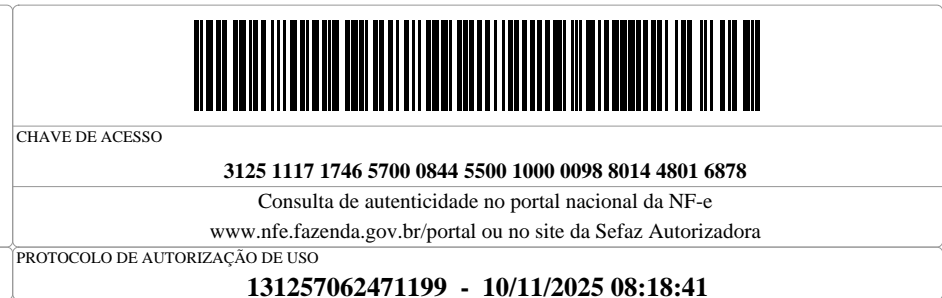 CHAVE DE ACESSO
3125 1117 1746 5700 0844 5500 1000 0098 8014 4801 6878
Consulta de autenticidade no portal nacional da NF-e
www.nfe.fazenda.gov.br/portal ou no site da Sefaz Autorizadora
PROTOCOLO DE AUTORIZAÇÃO DE USO
131257062471199 - 10/11/2025 08:18:41